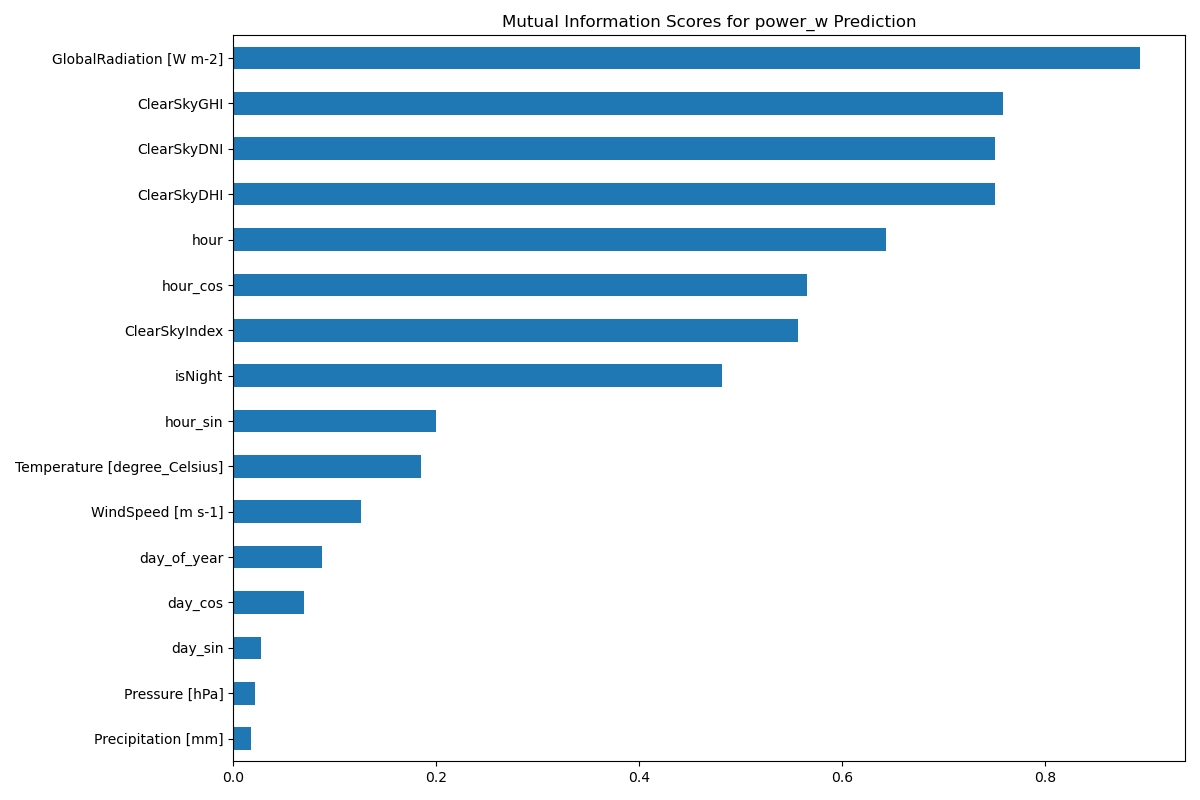 Mutual Information Scores for power_w Prediction
GlobalRadiation [W m-2]
ClearSkyGHI
ClearSkyDNI
ClearSkyDHI
hour
hour_cos
ClearSkyIndex
isNight
hour_sin
Temperature [degree_Celsius]
WindSpeed [m s-1]
day_of_year
day_cos
day_sin
Pressure [hPa]
Precipitation [mm]
0.0 0.2 0.4 0.6 0.8